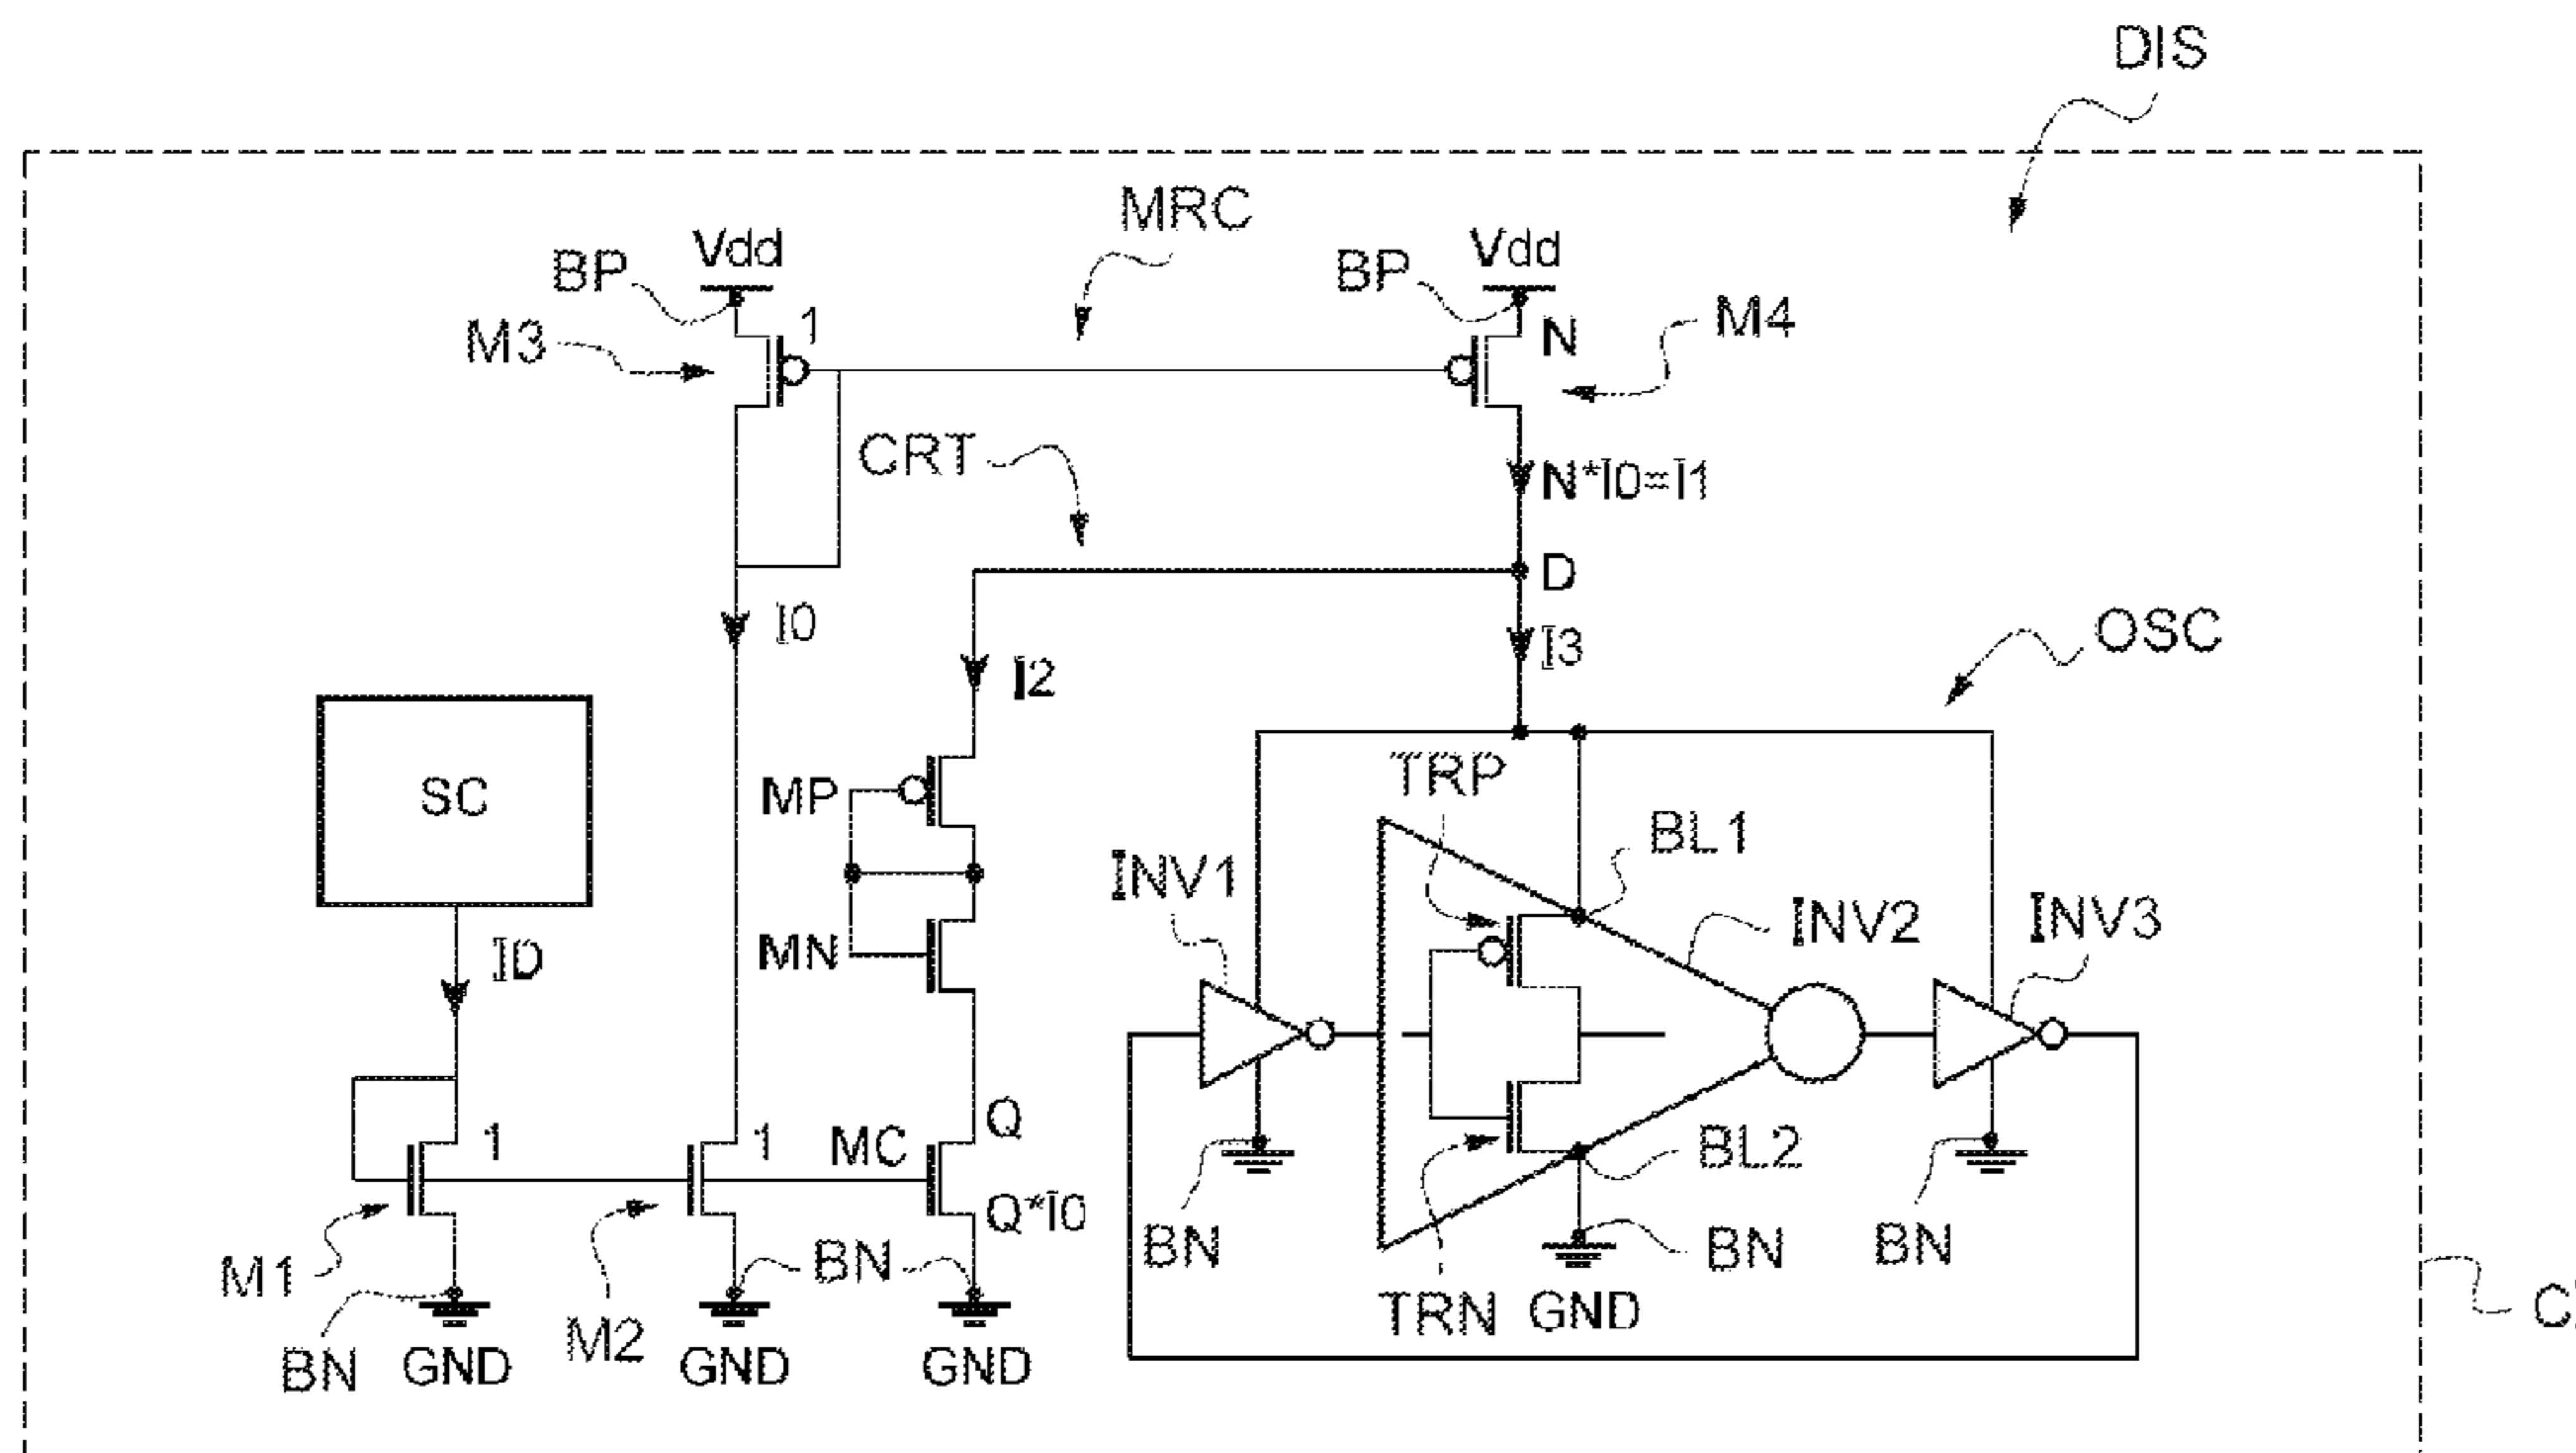 DIS
MRC
Vdd
Vdd
BP
BP
M3
1
N
M4
CRT
N*I0=I1
D
I0
I3
OSC
I2
SC
MP
TRP
BL1
INV1
INV2
INV3
MN
ID
1
1
MC
Q
BL2
Q*I0
M1
M2
BN
BN
BN
BN
BN
TRN
GND
GND
GND
GND